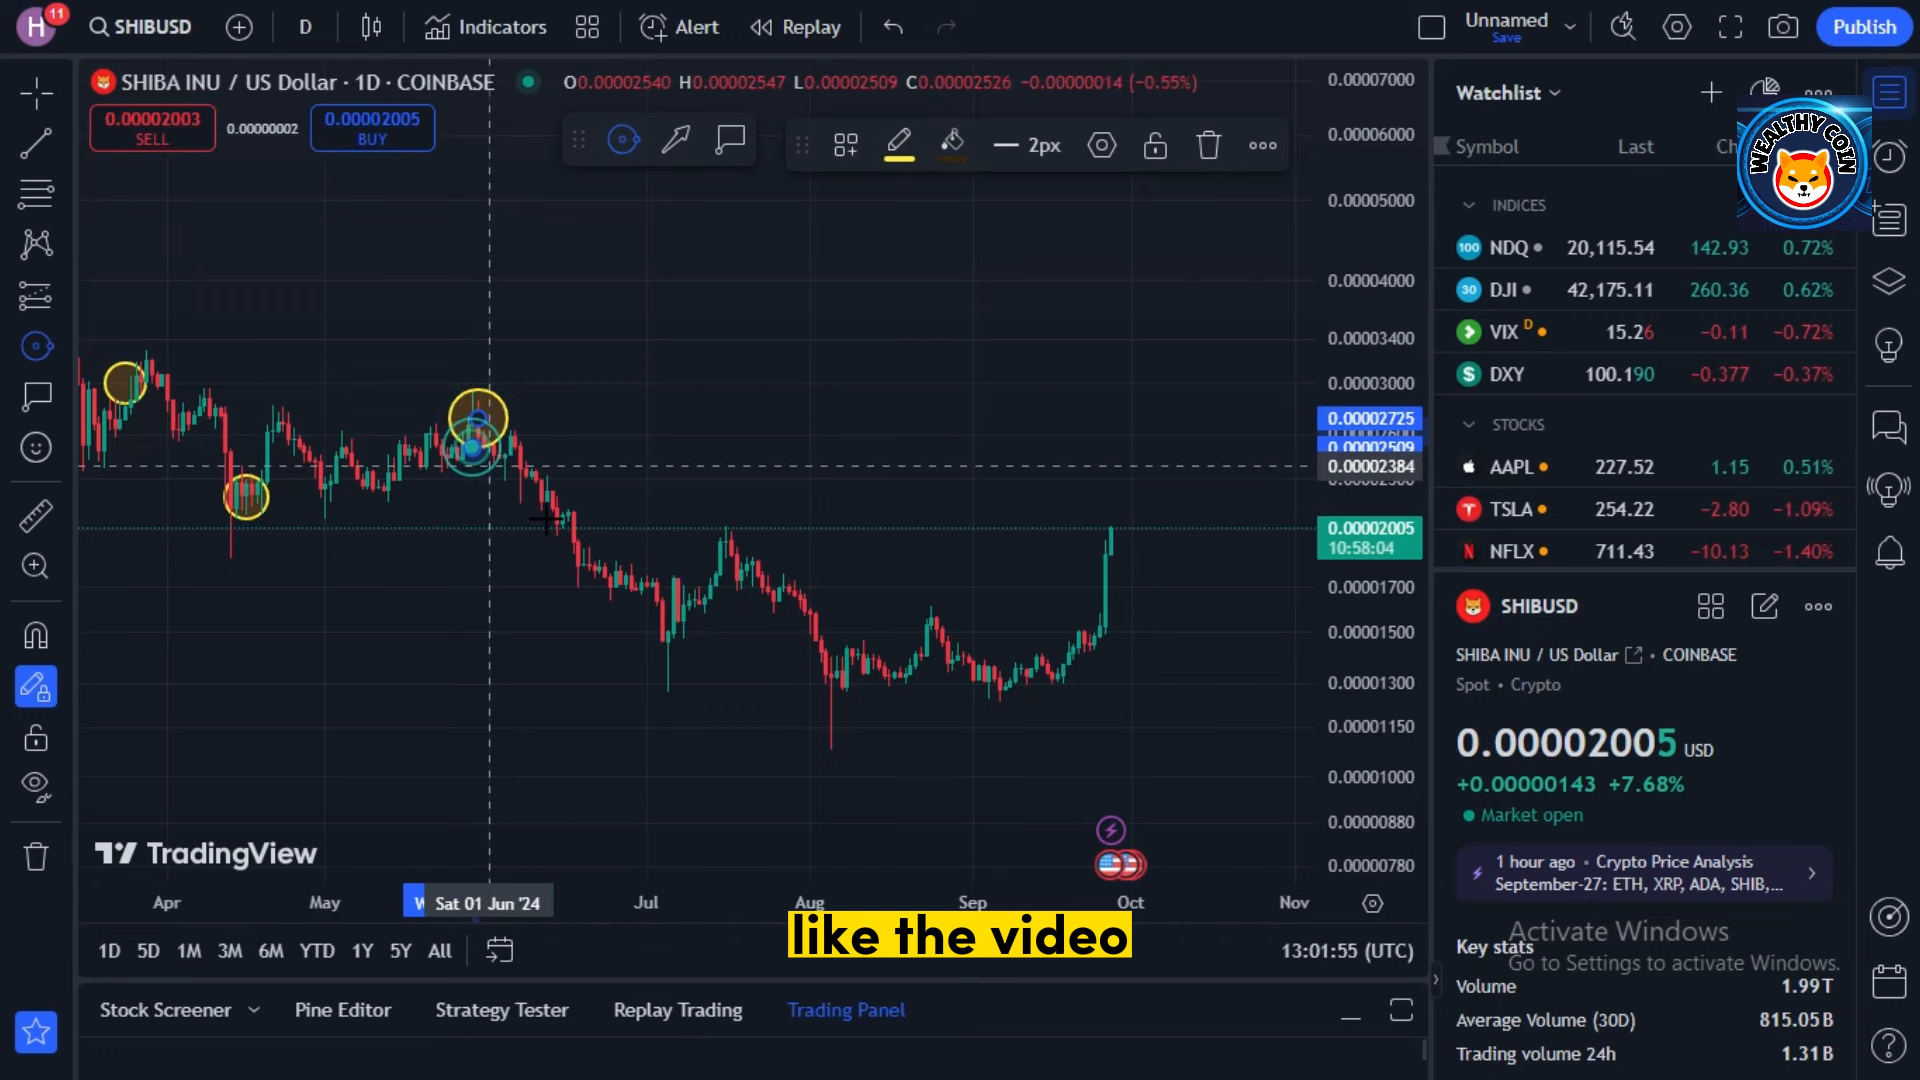 H
11
SHIBUSD
D
Indicators
Alert
Replay
Unnamed
Save
Publish
SHIBA INU / US Dollar · 1D · COINBASE
O0.00002540 H0.00002547 L0.00002509 C0.00002526 −0.00000014 (−0.55%)
0.00002003
SELL
0.00000002
0.00002005
BUY
2px
0.00007000
0.00006000
0.00005000
0.00004000
0.00003400
0.00003000
0.00002725
0.00002509
0.00002384
0.00002005
10:58:04
0.00001700
0.00001500
0.00001300
0.00001150
0.00001000
0.00000880
0.00000780
TradingView
Apr
May
Sat 01 Jun '24
Jul
Aug
Sep
Oct
Nov
like the video
1D 5D 1M 3M 6M YTD 1Y 5Y All
13:01:55 (UTC)
Stock Screener
Pine Editor
Strategy Tester
Replay Trading
Trading Panel
Watchlist
WEALTHY COIN
Symbol Last
INDICES
100 NDQ 20,115.54 142.93 0.72%
30 DJI 42,175.11 260.36 0.62%
VIX D 15.26 −0.11 −0.72%
$ DXY 100.190 −0.377 −0.37%
STOCKS
AAPL 227.52 1.15 0.51%
TSLA 254.22 −2.80 −1.09%
N NFLX 711.43 −10.13 −1.40%
SHIBUSD
SHIBA INU / US Dollar • COINBASE
Spot • Crypto
0.00002005 USD
+0.00000143 +7.68%
Market open
1 hour ago • Crypto Price Analysis
September-27: ETH, XRP, ADA, SHIB,...
Activate Windows
Go to Settings to activate Windows.
Key stats
Volume 1.99T
Average Volume (30D) 815.05B
Trading volume 24h 1.31B